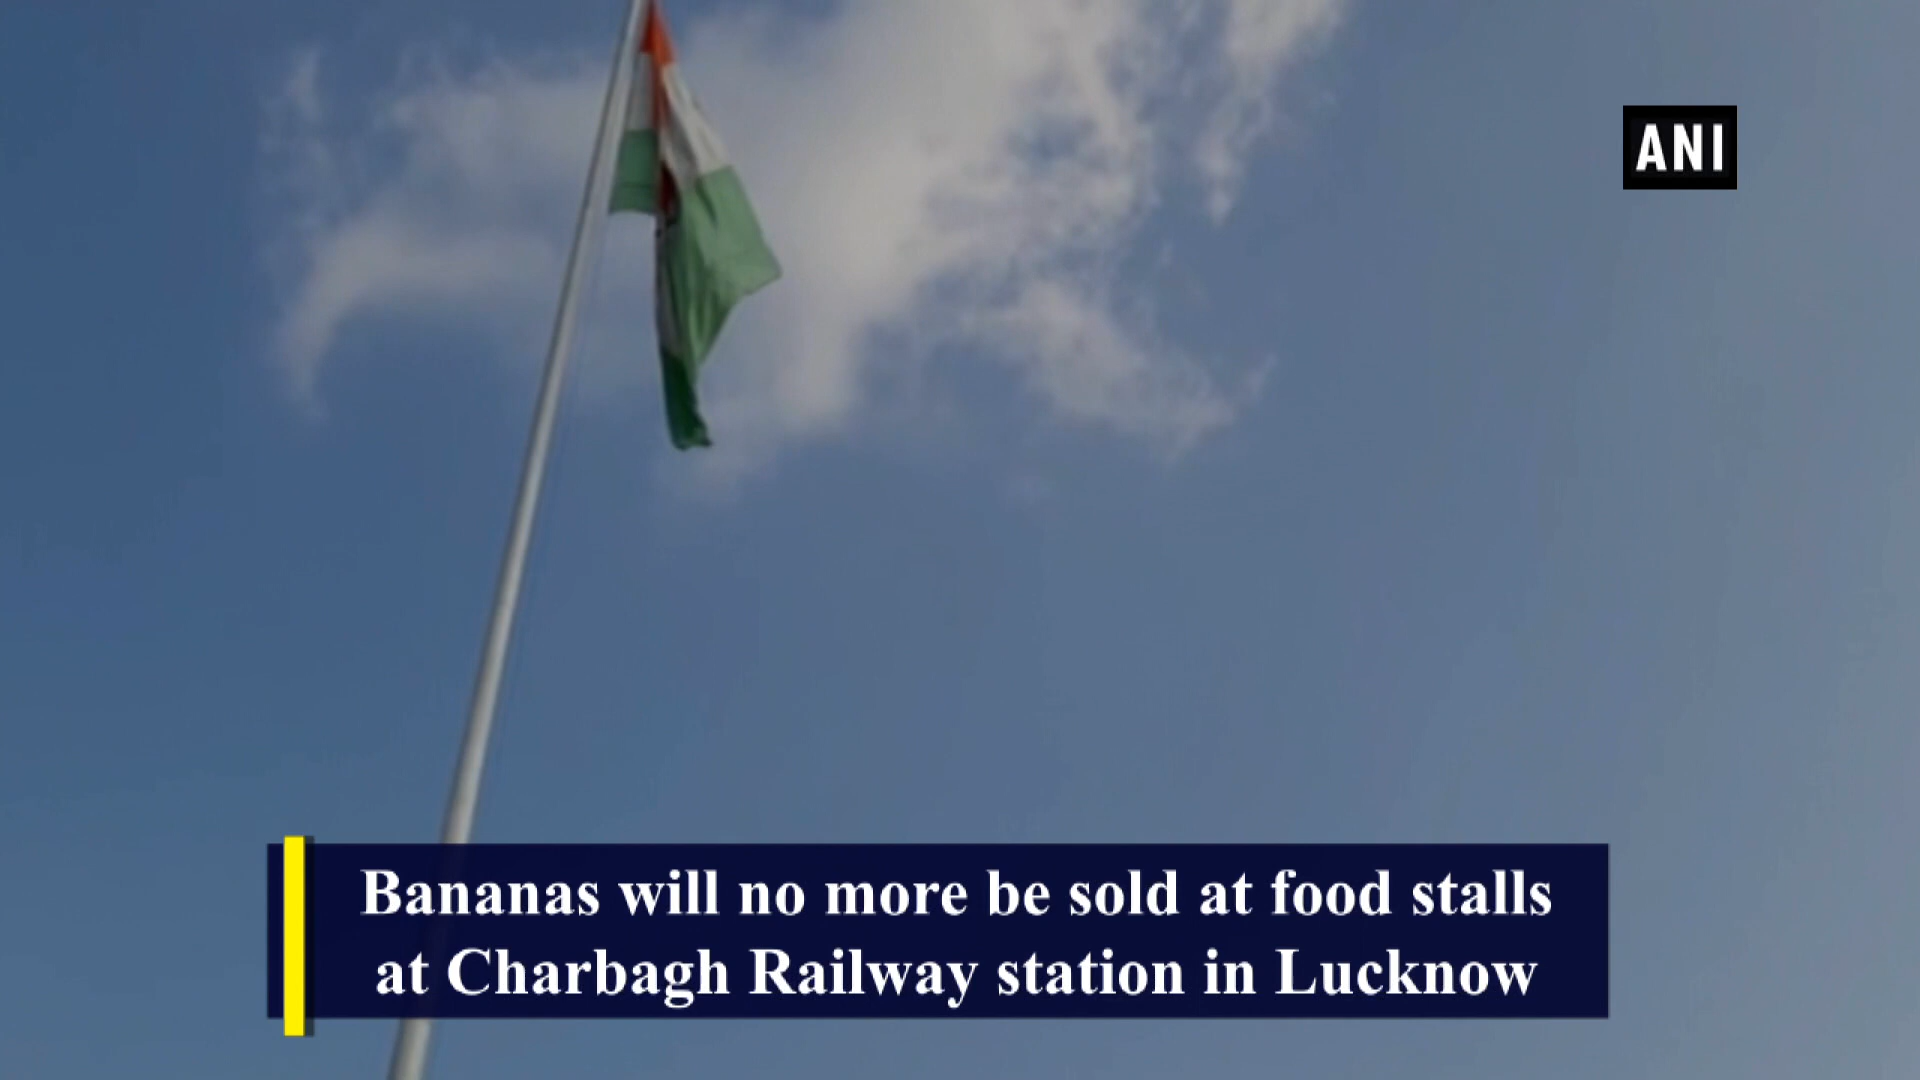 ANI
Bananas will no more be sold at food stalls
at Charbagh Railway station in Lucknow